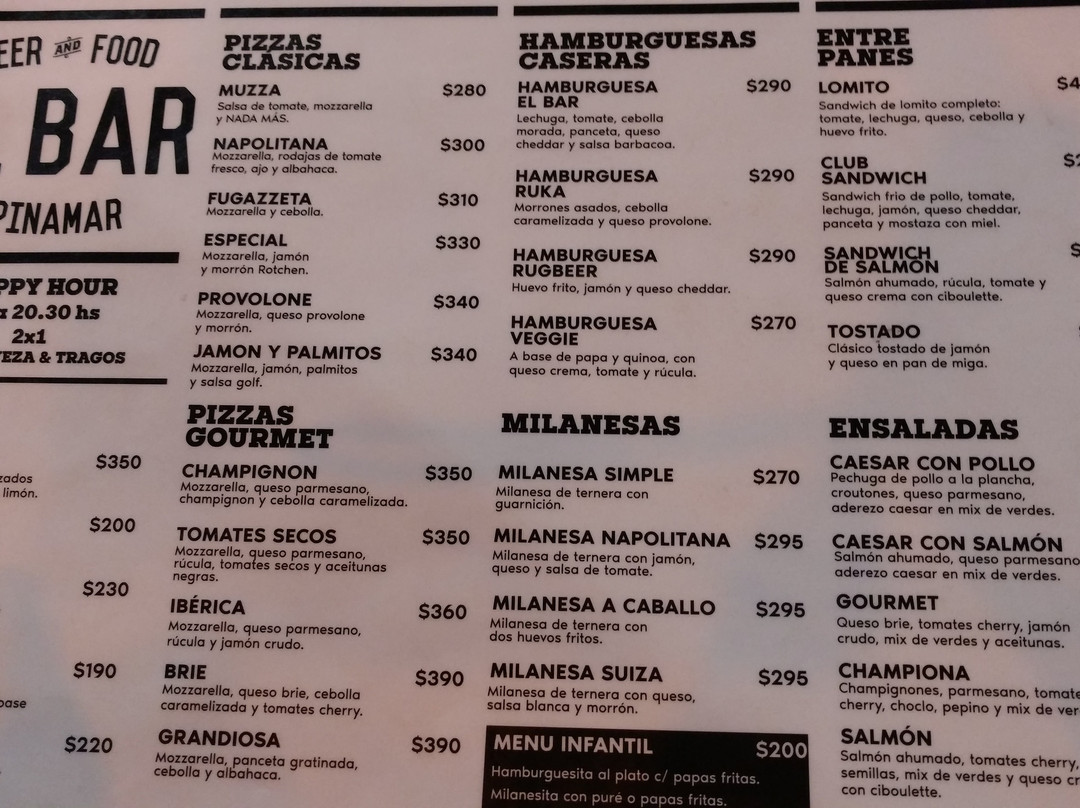 FOOD
BAR
PINAMAR
HOUR
20.30 hs
2x1
& TRAGOS
$350
limón.
$200
$230
$190
$220
PIZZAS
CLASICAS
MUZZA $280
Salsa de tomate, mozzarella
y NADA MÁS.
NAPOLITANA $300
Mozzarella, rodajas de tomate
fresco, ajo y albahaca.
FUGAZZETA $310
Mozzarella y cebolla.
ESPECIAL $330
Mozzarella, jamón
y morrón Rotchen.
PROVOLONE $340
Mozzarella, queso provolone
y morrón.
JAMON Y PALMITOS $340
Mozzarella, jamón, palmitos
y salsa golf.
PIZZAS
GOURMET
CHAMPIGNON $350
Mozzarella, queso parmesano,
champignon y cebolla caramelizada.
TOMATES SECOS $350
Mozzarella, queso parmesano,
rúcula, tomates secos y aceitunas
negras.
IBÉRICA $360
Mozzarella, queso parmesano,
rúcula y jamón crudo.
BRIE $390
Mozzarella, queso brie, cebolla
caramelizada y tomates cherry.
GRANDIOSA $390
Mozzarella, panceta gratinada,
cebolla y albahaca.
HAMBURGUESAS
CASERAS
HAMBURGUESA $290
EL BAR
Lechuga, tomate, cebolla
morada, panceta, queso
cheddar y salsa barbacoa.
HAMBURGUESA $290
RUKA
Morrones asados, cebolla
caramelizada y queso provolone.
HAMBURGUESA $290
RUGBEER
Huevo frito, jamón y queso cheddar.
HAMBURGUESA $270
VEGGIE
A base de papa y quinoa, con
queso crema, tomate y rúcula.
MILANESAS
MILANESA SIMPLE $270
Milanesa de ternera con
guarnición.
MILANESA NAPOLITANA $295
Milanesa de ternera con jamón,
queso y salsa de tomate.
MILANESA A CABALLO $295
Milanesa de ternera con
dos huevos fritos.
MILANESA SUIZA $295
Milanesa de ternera con queso,
salsa blanca y morrón.
MENU INFANTIL $200
Hamburguesita al plato c/ papas fritas.
Milanesita con puré o papas fritas.
ENTRE
PANES
LOMITO
Sandwich de lomito completo:
tomate, lechuga, queso, cebolla y
huevo frito.
CLUB
SANDWICH
Sandwich frio de pollo, tomate,
lechuga, jamón, queso cheddar,
panceta y mostaza con miel.
SANDWICH
DE SALMÓN
Salmón ahumado, rúcula, tomate y
queso crema con ciboulette.
TOSTADO
Clásico tostado de jamón
y queso en pan de miga.
ENSALADAS
CAESAR CON POLLO
Pechuga de pollo a la plancha,
croutones, queso parmesano,
aderezo caesar en mix de verdes.
CAESAR CON SALMÓN
Salmón ahumado, queso parmesano
aderezo caesar en mix de verdes.
GOURMET
Queso brie, tomates cherry, jamón
crudo, mix de verdes y aceitunas.
CHAMPIONA
Champignones, parmesano,
cherry, choclo, pepino y mix de
SALMÓN
Salmón ahumado, tomates cherry,
semillas, mix de verdes y queso
con ciboulette.